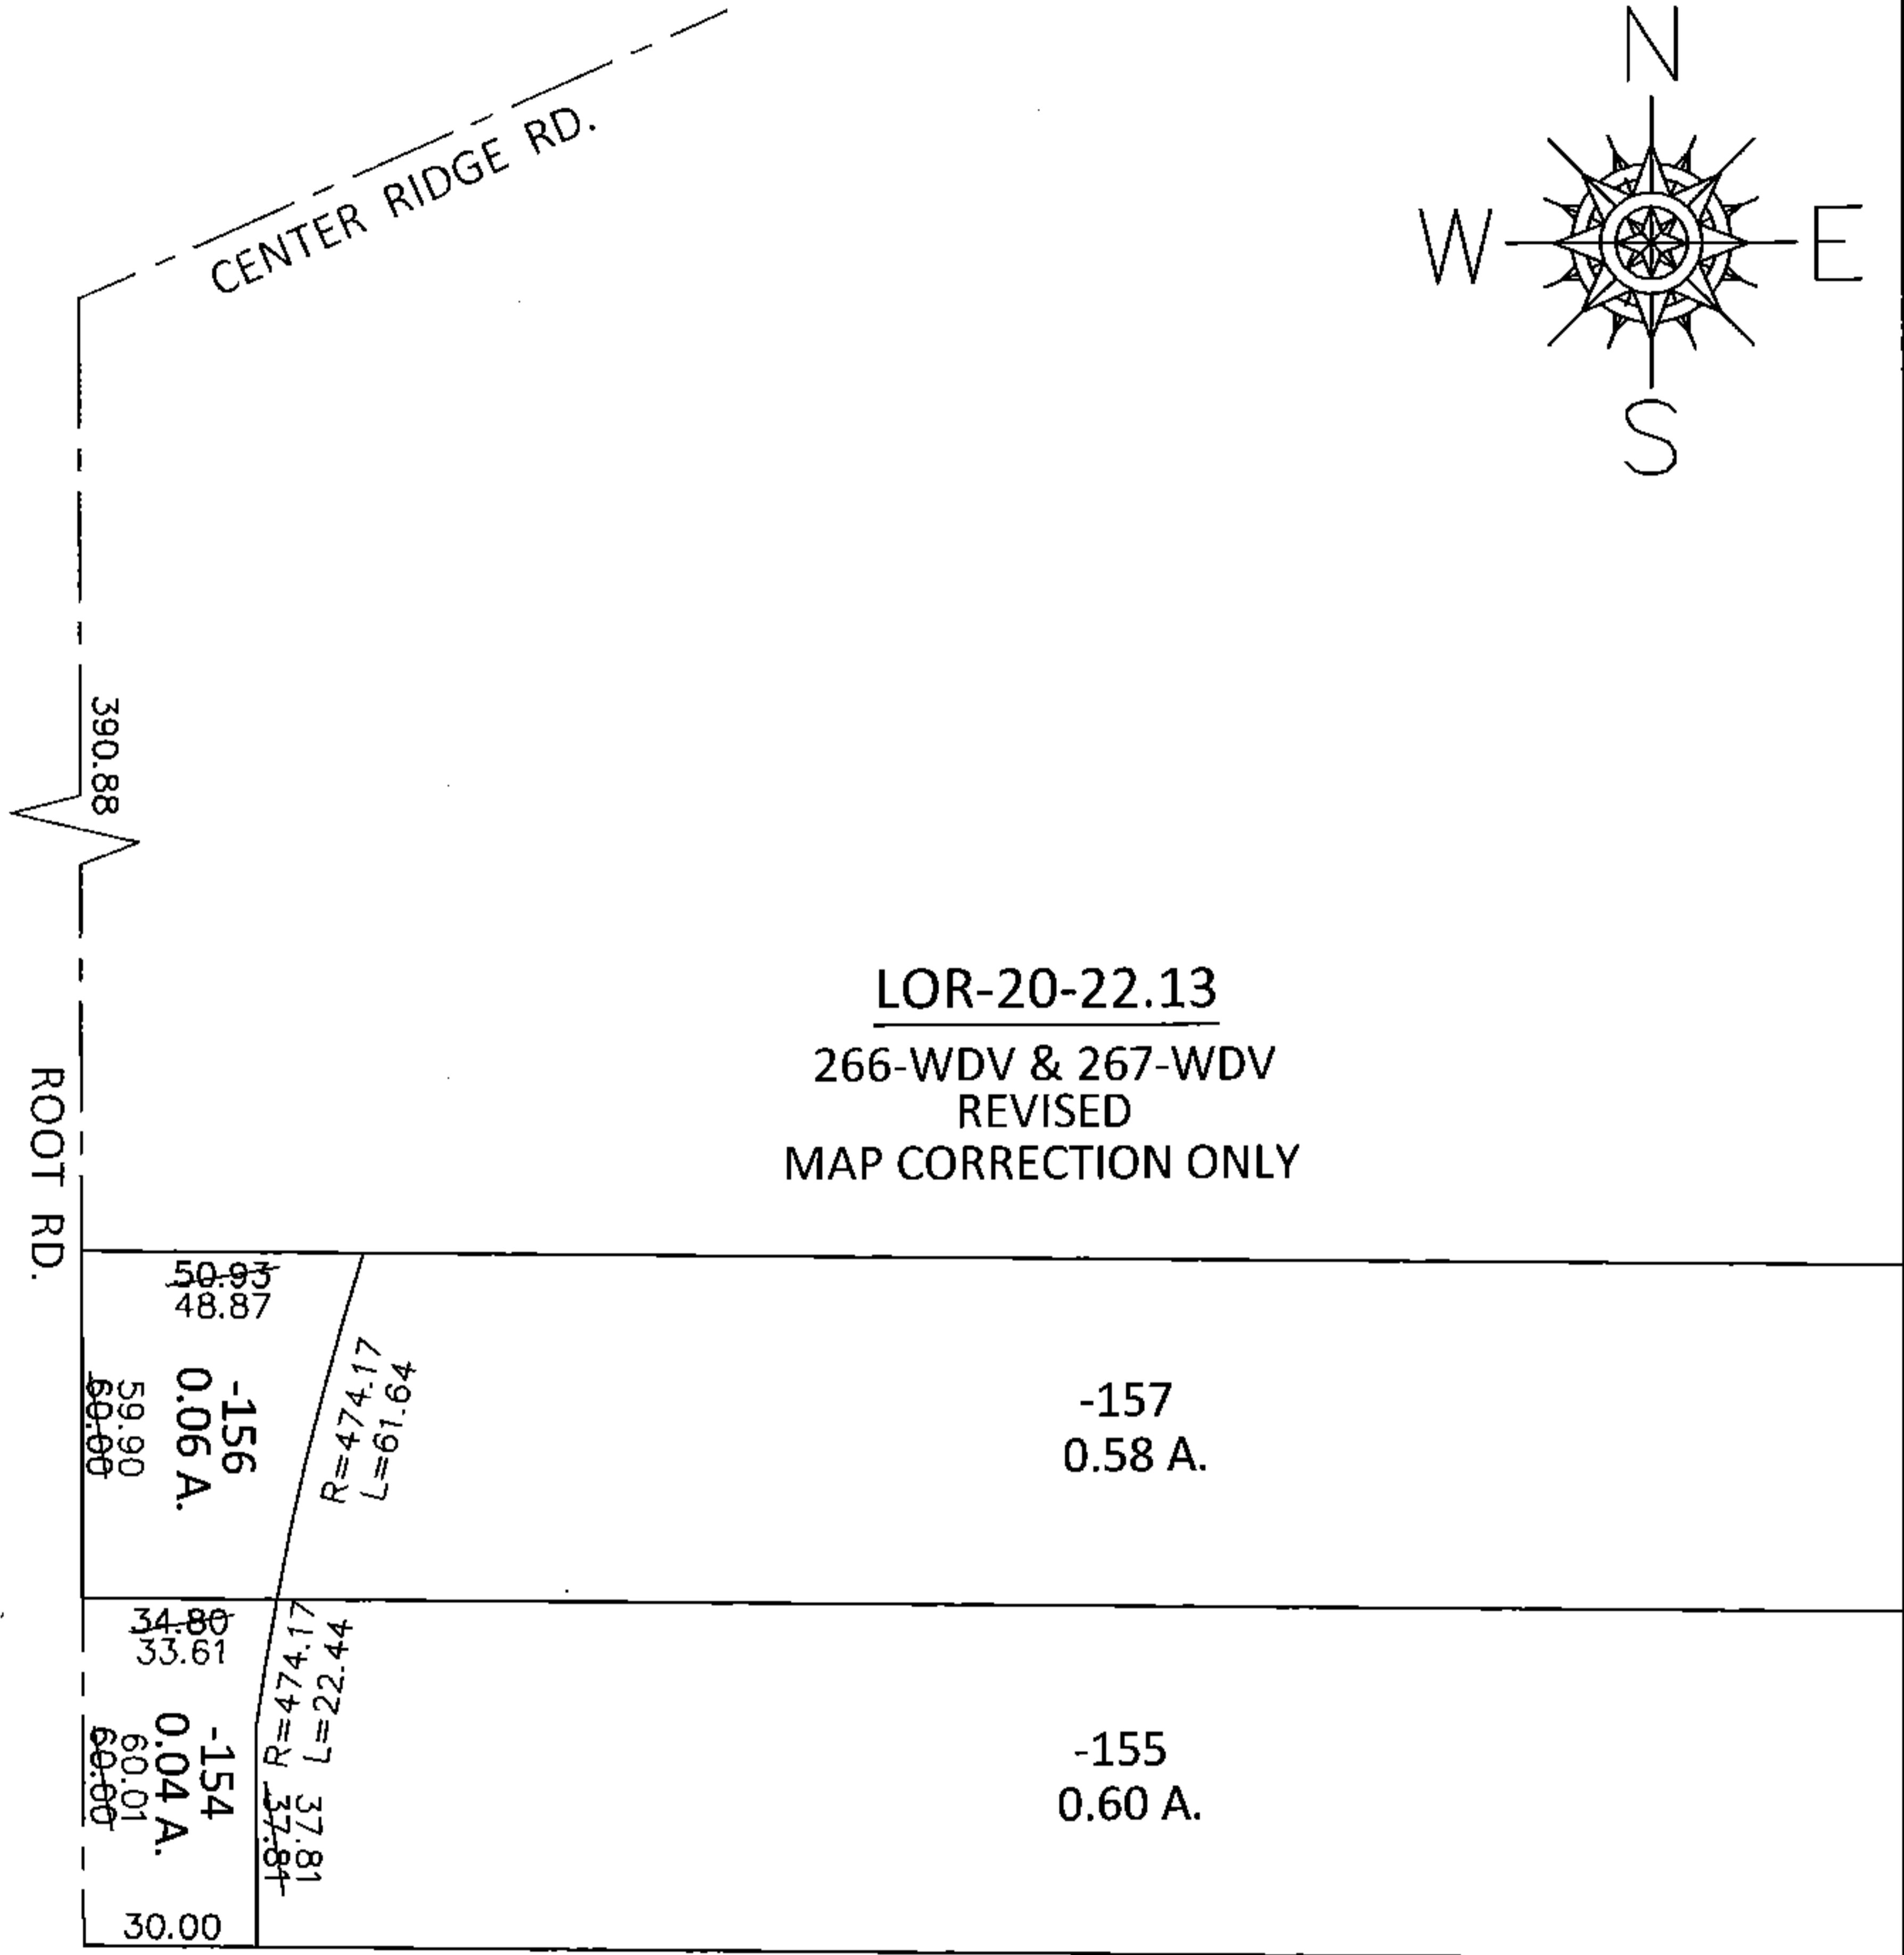 N
W
E
S
CENTER RIDGE RD.
390.88
ROOT RD.
LOR-20-22.13
266-WDV & 267-WDV
REVISED
MAP CORRECTION ONLY
50.93
48.87
-156
0.06 A.
59.90
60.00
R=474.17
L=61.64
-157
0.58 A.
34.80
33.61
-154
0.04 A.
60.01
60.00
R=474.17
L=22.44
37.81
37.81
-155
0.60 A.
30.00